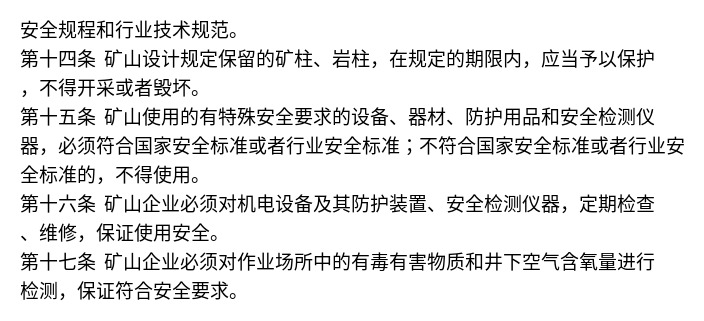 安全规程和行业技术规范。
第十四条 矿山设计规定保留的矿柱、岩柱，在规定的期限内，应当予以保护
，不得开采或者毁坏。
第十五条 矿山使用的有特殊安全要求的设备、器材、防护用品和安全检测仪
器，必须符合国家安全标准或者行业安全标准；不符合国家安全标准或者行业安
全标准的，不得使用。
第十六条 矿山企业必须对机电设备及其防护装置、安全检测仪器，定期检查
、维修，保证使用安全。
第十七条 矿山企业必须对作业场所中的有毒有害物质和井下空气含氧量进行
检测，保证符合安全要求。